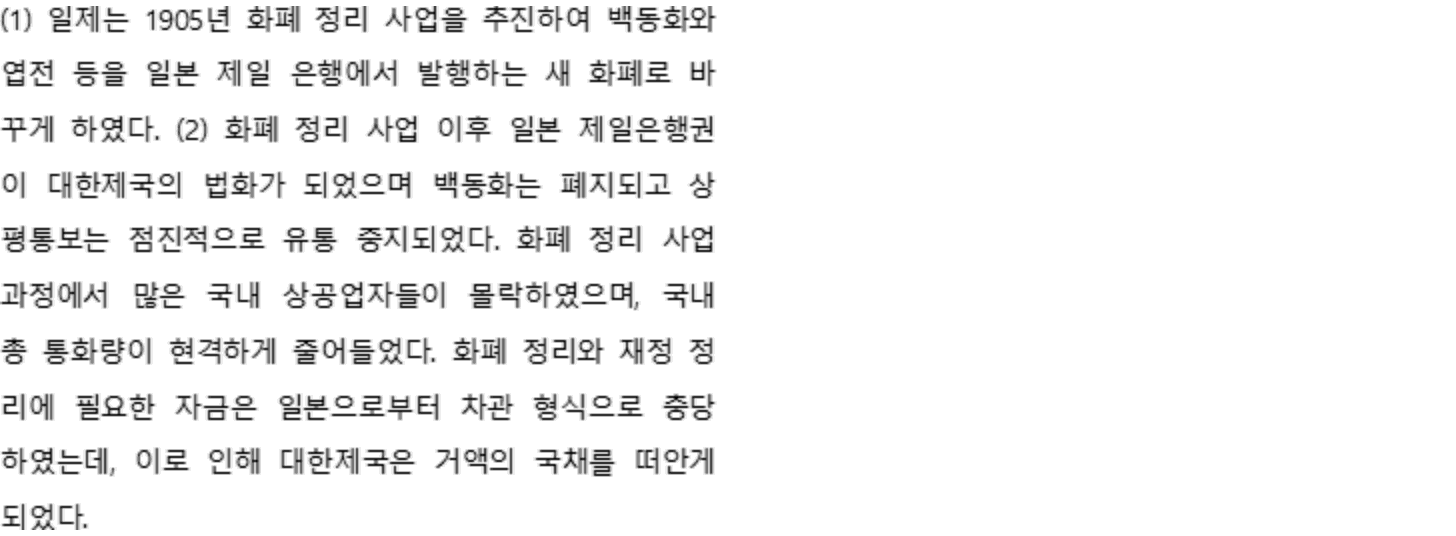 (1) 일제는 1905년 화폐 정리 사업을 추진하여 백동화와
엽전 등을 일본 제일 은행에서 발행하는 새 화폐로 바
꾸게 하였다. (2) 화폐 정리 사업 이후 일본 제일은행권
이 대한제국의 법화가 되었으며 백동화는 폐지되고 상
평통보는 점진적으로 유통 중지되었다. 화폐 정리 사업
과정에서 많은 국내 상공업자들이 몰락하였으며, 국내
총 통화량이 현격하게 줄어들었다. 화폐 정리와 재정 정
리에 필요한 자금은 일본으로부터 차관 형식으로 충당
하였는데, 이로 인해 대한제국은 거액의 국채를 떠안게
되었다.